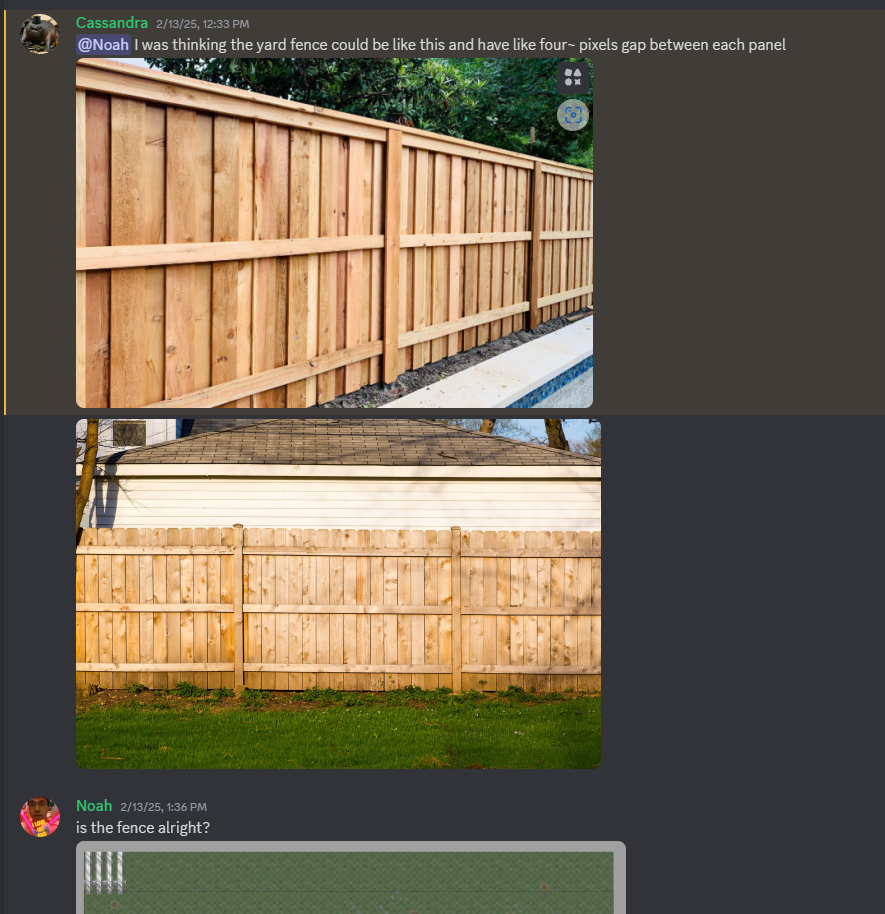 Cassandra 2/13/25, 12:33 PM
@Noah I was thinking the yard fence could be like this and have like four~ pixels gap between each panel
Noah 2/13/25, 1:36 PM
is the fence alright?